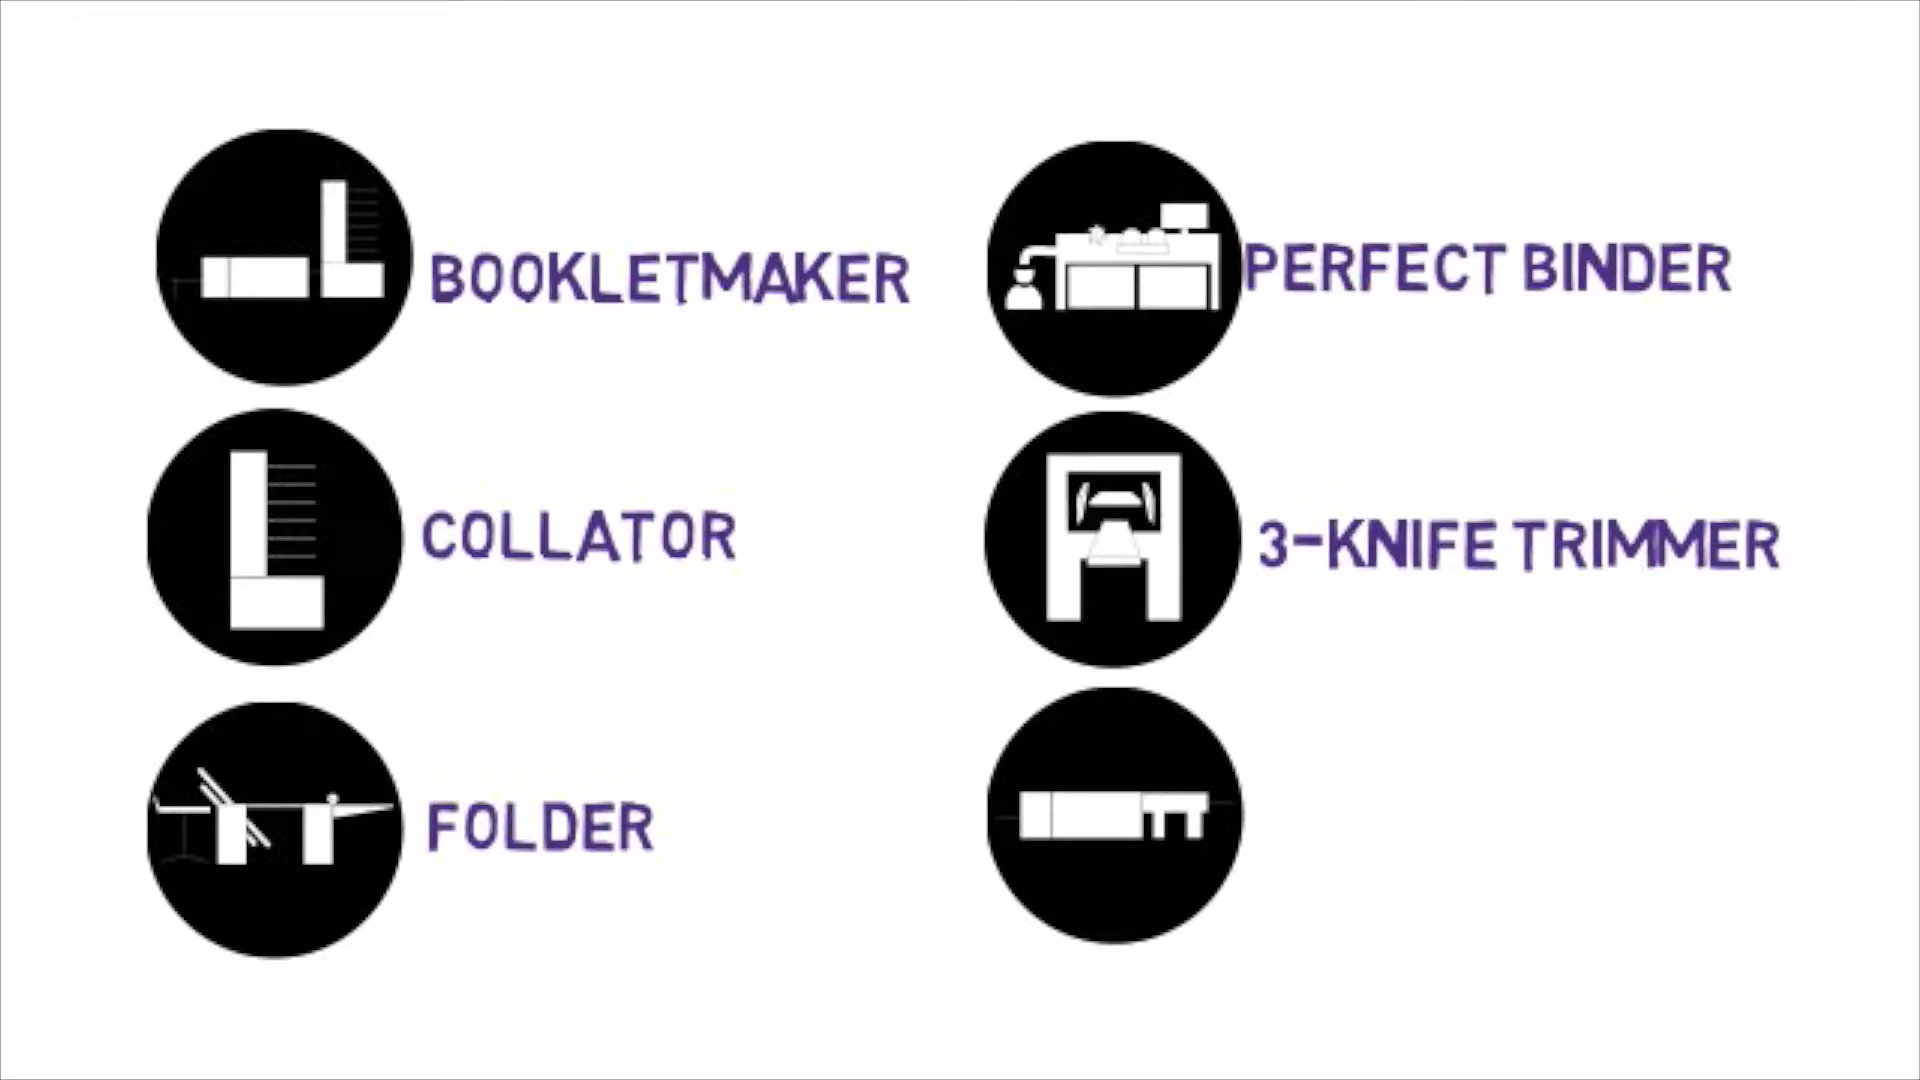 BOOKLETMAKER
COLLATOR
FOLDER
PERFECT BINDER
3-KNIFE TRIMMER